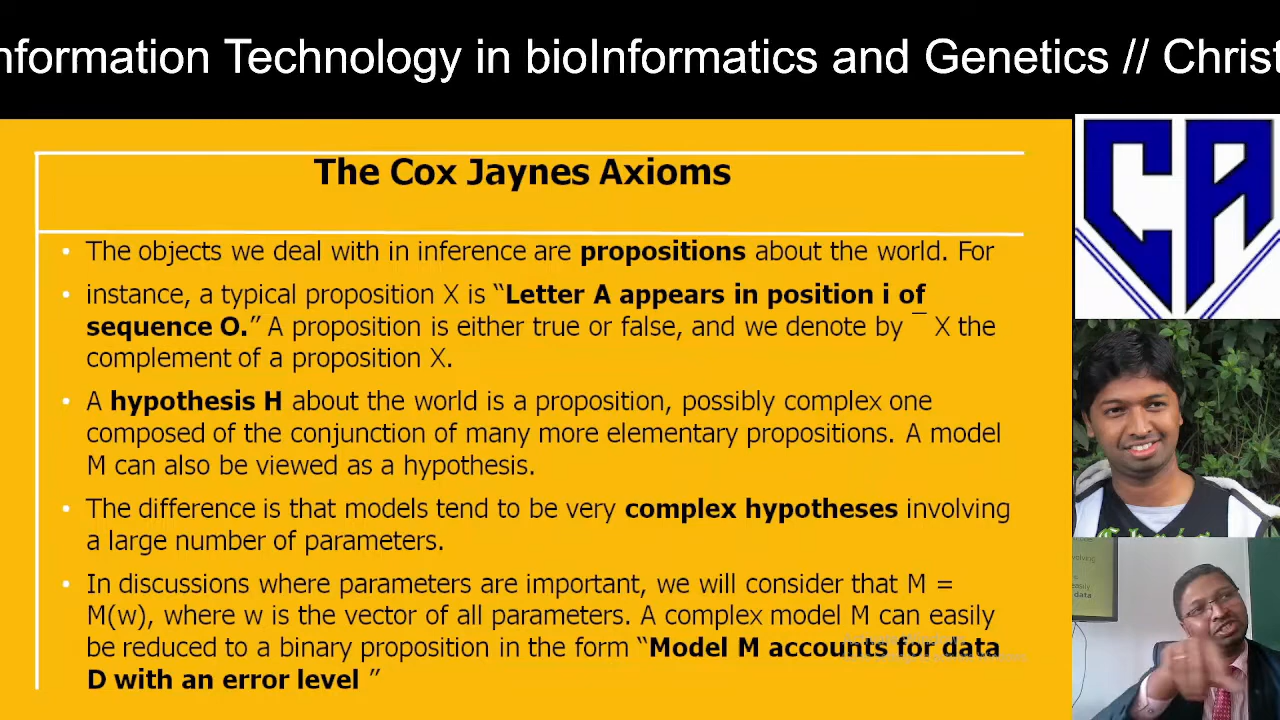 nformation Technology in bioInformatics and Genetics // Christ
The Cox Jaynes Axioms
• The objects we deal with in inference are propositions about the world. For
• instance, a typical proposition X is “Letter A appears in position i of
sequence O.” A proposition is either true or false, and we denote by ¯ X the
complement of a proposition X.
• A hypothesis H about the world is a proposition, possibly complex one
composed of the conjunction of many more elementary propositions. A model
M can also be viewed as a hypothesis.
• The difference is that models tend to be very complex hypotheses involving
a large number of parameters.
• In discussions where parameters are important, we will consider that M =
M(w), where w is the vector of all parameters. A complex model M can easily
be reduced to a binary proposition in the form “Model M accounts for data
D with an error level ”
CA